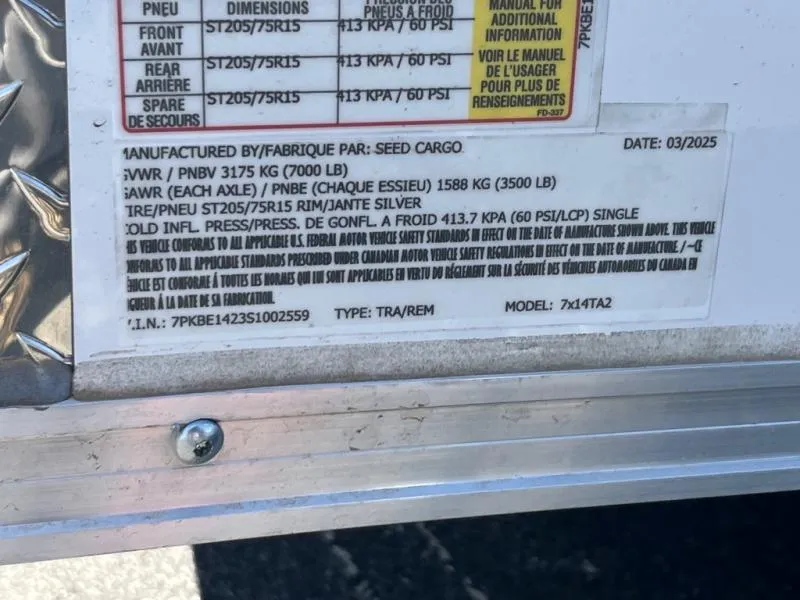 PNEU DIMENSIONS PRESSION DES PNEUS A FROID
FRONT AVANT ST205/75R15 413 KPA / 60 PSI
REAR ARRIÈRE ST205/75R15 413 KPA / 60 PSI
SPARE DE SECOURS ST205/75R15 413 KPA / 60 PSI
MANUAL FOR
ADDITIONAL
INFORMATION
VOIR LE MANUEL
DE L'USAGER
POUR PLUS DE
RENSEIGNEMENTS
FD-337
7PKBE1
MANUFACTURED BY/FABRIQUE PAR: SEED CARGO DATE: 03/2025
GVWR / PNBV 3175 KG (7000 LB)
GAWR (EACH AXLE) / PNBE (CHAQUE ESSIEU) 1588 KG (3500 LB)
TIRE/PNEU ST205/75R15 RIM/JANTE SILVER
COLD INFL. PRESS/PRESS. DE GONFL. A FROID 413.7 KPA (60 PSI/LCP) SINGLE
THIS VEHICLE CONFORMS TO ALL APPLICABLE U.S. FEDERAL MOTOR VEHICLE SAFETY STANDARDS IN EFFECT ON THE DATE OF MANUFACTURE SHOWN ABOVE. THIS VEHICLE
CONFORMS TO ALL APPLICABLE STANDARDS PRESCRIBED UNDER CANADIAN MOTOR VEHICLE SAFETY REGULATIONS IN EFFECT ON THE DATE OF MANUFACTURE. / ~CE
VÉHICLE EST CONFORME À TOUTES LES NORMES QUI LUI SONT APPLICABLES EN VERTU DU RÉGLEMENT SUR LA SÉCURITÉ DES VÉHICULES AUTOMOBILES DU CANADA EN
VIGUEUR À LA DATE DE SA FABRICATION.
V.I.N.: 7PKBE1423S1002559 TYPE: TRA/REM MODEL: 7x14TA2